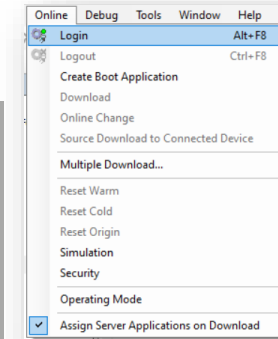 Online Debug Tools Window Help
Login Alt+F8
Logout Ctrl+F8
Create Boot Application
Download
Online Change
Source Download to Connected Device
Multiple Download...
Reset Warm
Reset Cold
Reset Origin
Simulation
Security
Operating Mode
Assign Server Applications on Download